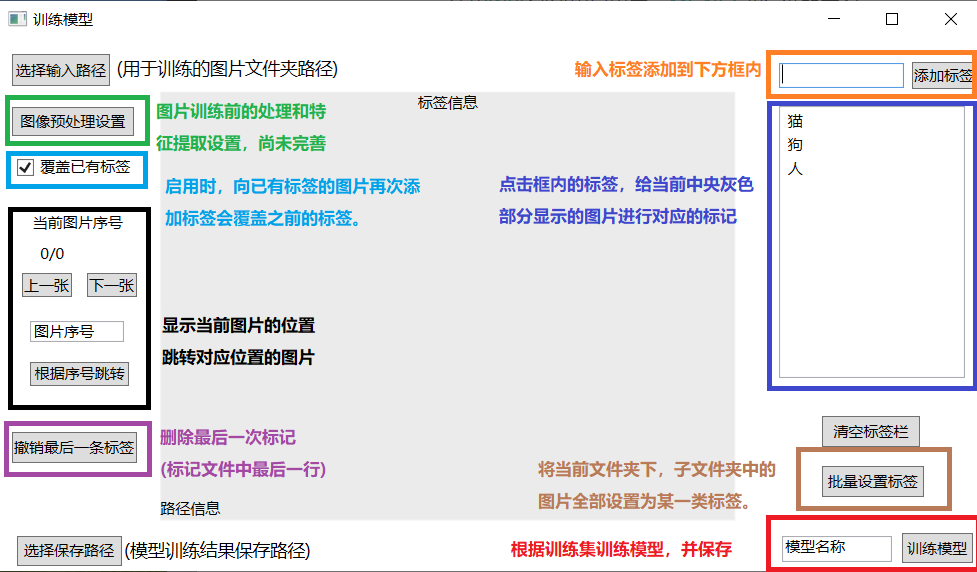 训练模型
选择输入路径 (用于训练的图片文件夹路径)
输入标签添加到下方框内
添加标签
标签信息
图像预处理设置
图片训练前的处理和特
征提取设置，尚未完善
覆盖已有标签
启用时，向已有标签的图片再次添
加标签会覆盖之前的标签。
点击框内的标签，给当前中央灰色
部分显示的图片进行对应的标记
猫
狗
人
当前图片序号
0/0
上一张 下一张
图片序号
根据序号跳转
显示当前图片的位置
跳转对应位置的图片
撤销最后一条标签
删除最后一次标记
(标记文件中最后一行)
清空标签栏
将当前文件夹下，子文件夹中的
图片全部设置为某一类标签。
批量设置标签
路径信息
选择保存路径 (模型训练结果保存路径)
根据训练集训练模型，并保存
模型名称
训练模型